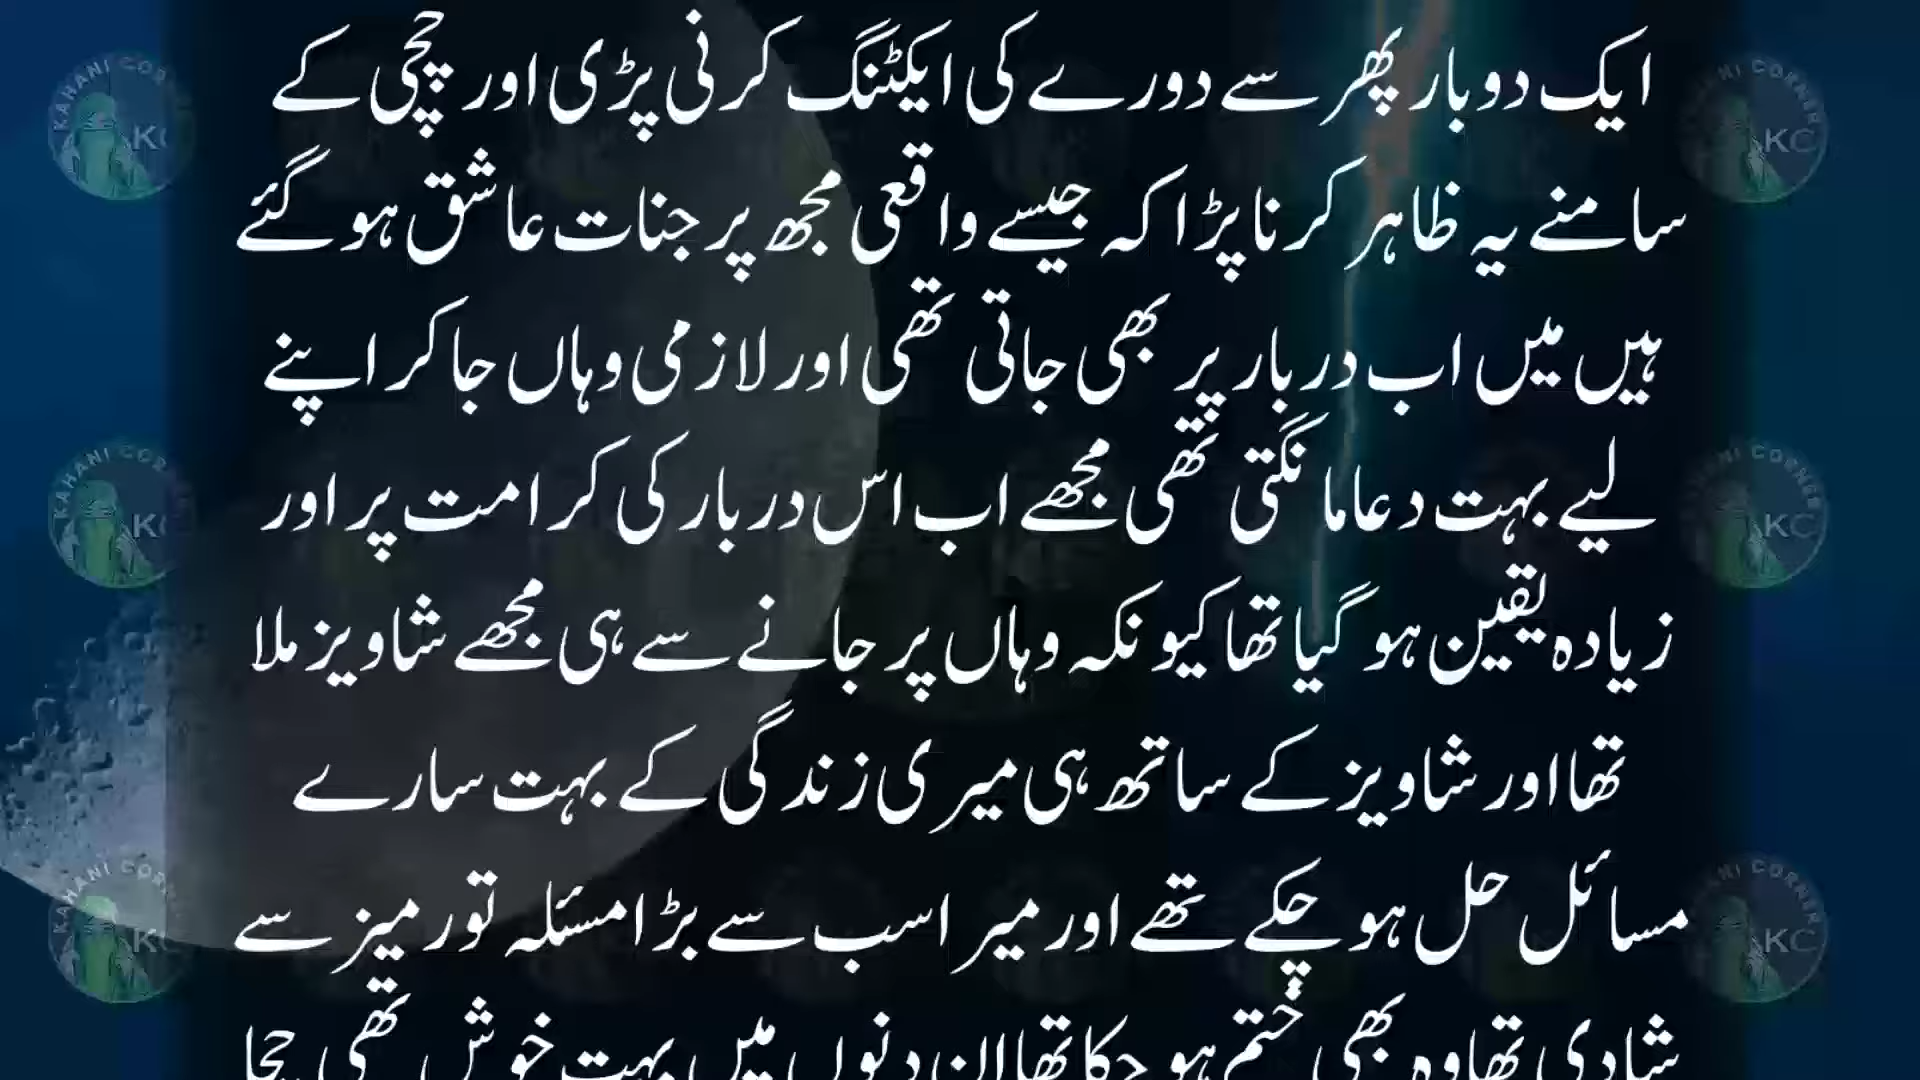 ایک دو بار پھر سے دورے کی ایکٹنگ کرنی پڑی اور چچی کے
سامنے یہ ظاہر کرنا پڑا کہ جیسے واقعی مجھ پر جنات عاشق ہو گئے
ہیں میں اب دربار پر بھی جاتی تھی اور لازمی وہاں جا کر اپنے
لیے بہت دعا مانگتی تھی مجھے اب اس دربار کی کرامت پر اور
زیادہ یقین ہو گیا تھا کیونکہ وہاں پر جانے سے ہی مجھے شاویز ملا
تھا اور شاویز کے ساتھ ہی میری زندگی کے بہت سارے
مسائل حل ہو چکے تھے اور میرا سب سے بڑا مسئلہ تو رمیز سے
شادی تھا وہ بھی ختم ہو چکا تھا ان دنوں میں بہت خوش تھی چچا
KAHANI CORNER
KC